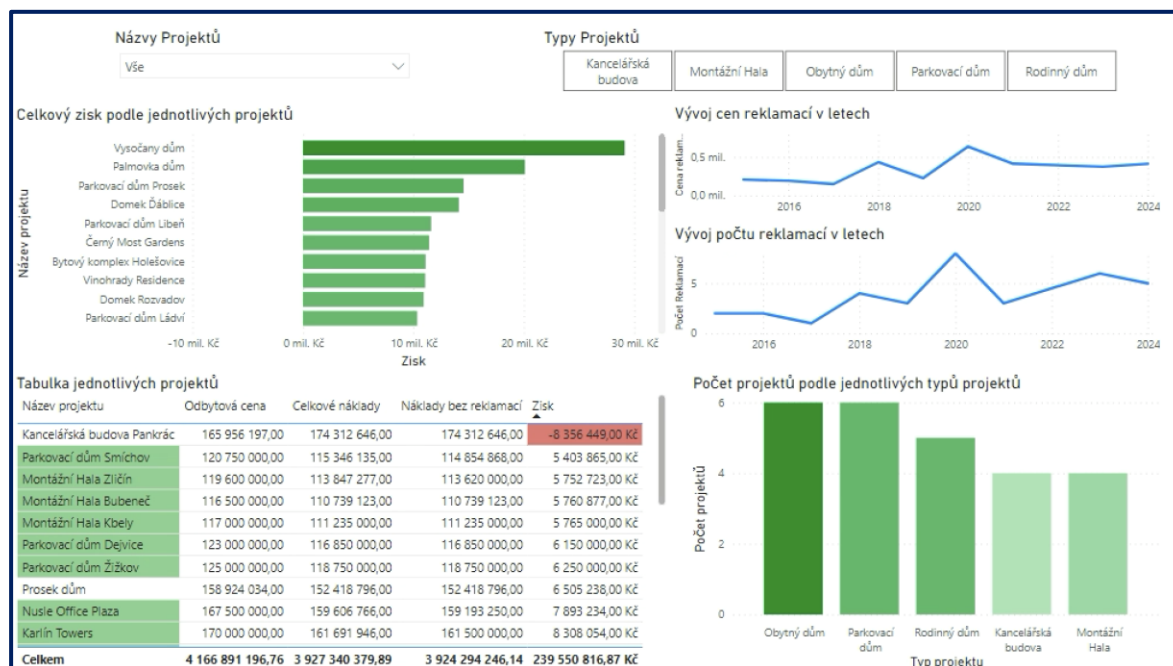 Názvy Projektů
Vše
Typy Projektů
Kancelářská
budova
Montážní Hala
Obytný dům
Parkovací dům
Rodinný dům
Celkový zisk podle jednotlivých projektů
Název projektu
Vysočany dům
Palmovka dům
Parkovací dům Prosek
Domek Ďáblice
Parkovací dům Libeň
Černý Most Gardens
Bytový komplex Holešovice
Vinohrady Residence
Domek Rozvadov
Parkovací dům Ládví
-10 mil. Kč 0 mil. Kč 10 mil. Kč 20 mil. Kč 30 mil. Kč
Zisk
Vývoj cen reklamací v letech
Cena reklam...
0,5 mil.
0,0 mil.
2016 2018 2020 2022 2024
Vývoj počtu reklamací v letech
Počet Reklamací
5
0
2016 2018 2020 2022 2024
Tabulka jednotlivých projektů
Název projektu Odbytová cena Celkové náklady Náklady bez reklamací Zisk
Kancelářská budova Pankrác 165 956 197,00 174 312 646,00 174 312 646,00 -8 356 449,00 Kč
Parkovací dům Smíchov 120 750 000,00 115 346 135,00 114 854 868,00 5 403 865,00 Kč
Montážní Hala Zličín 119 600 000,00 113 847 277,00 113 620 000,00 5 752 723,00 Kč
Montážní Hala Bubeneč 116 500 000,00 110 739 123,00 110 739 123,00 5 760 877,00 Kč
Montážní Hala Kbely 117 000 000,00 111 235 000,00 111 235 000,00 5 765 000,00 Kč
Parkovací dům Dejvice 123 000 000,00 116 850 000,00 116 850 000,00 6 150 000,00 Kč
Parkovací dům Žižkov 125 000 000,00 118 750 000,00 118 750 000,00 6 250 000,00 Kč
Prosek dům 158 924 034,00 152 418 796,00 152 418 796,00 6 505 238,00 Kč
Nusle Office Plaza 167 500 000,00 159 606 766,00 159 193 250,00 7 893 234,00 Kč
Karlín Towers 170 000 000,00 161 691 946,00 161 500 000,00 8 308 054,00 Kč
Celkem 4 166 891 196,76 3 927 340 379,89 3 924 294 246,14 239 550 816,87 Kč
Počet projektů podle jednotlivých typů projektů
Počet projektů
6
4
2
0
Obytný dům
Parkovací
dům
Rodinný dům
Kancelářská
budova
Montážní
Hala
Typ projektu